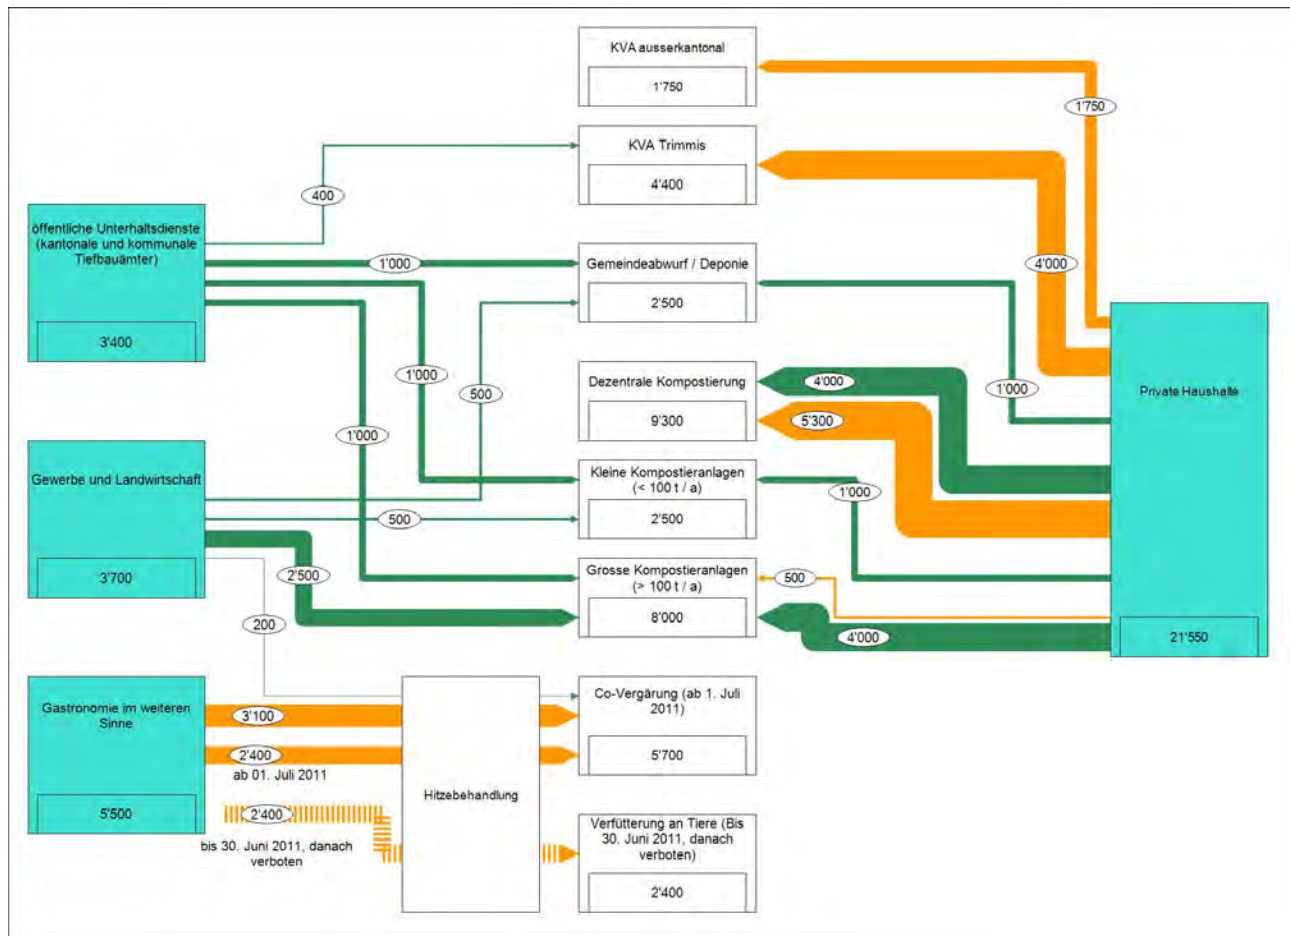 KVA ausserkantonal
1'750
1'750
KVA Trimmis
4'400
400
4'000
öffentliche Unterhaltsdienste
(kantonale und kommunale
Tiefbauämter)
3'400
1'000
Gemeindeabwurf / Deponie
2'500
1'000
500
1'000
1'000
Dezentrale Kompostierung
9'300
4'000
5'300
Private Haushalte
21'550
Gewerbe und Landwirtschaft
3'700
500
2'500
200
Kleine Kompostieranlagen
(< 100 t / a)
2'500
1'000
Grosse Kompostieranlagen
(> 100 t / a)
8'000
500
4'000
Gastronomie im weiteren
Sinne
5'500
3'100
2'400
ab 01. Juli 2011
2'400
bis 30. Juni 2011, danach
verboten
Hitzebehandlung
Co-Vergärung (ab 1. Juli
2011)
5'700
Verfütterung an Tiere (Bis
30. Juni 2011, danach
verboten)
2'400